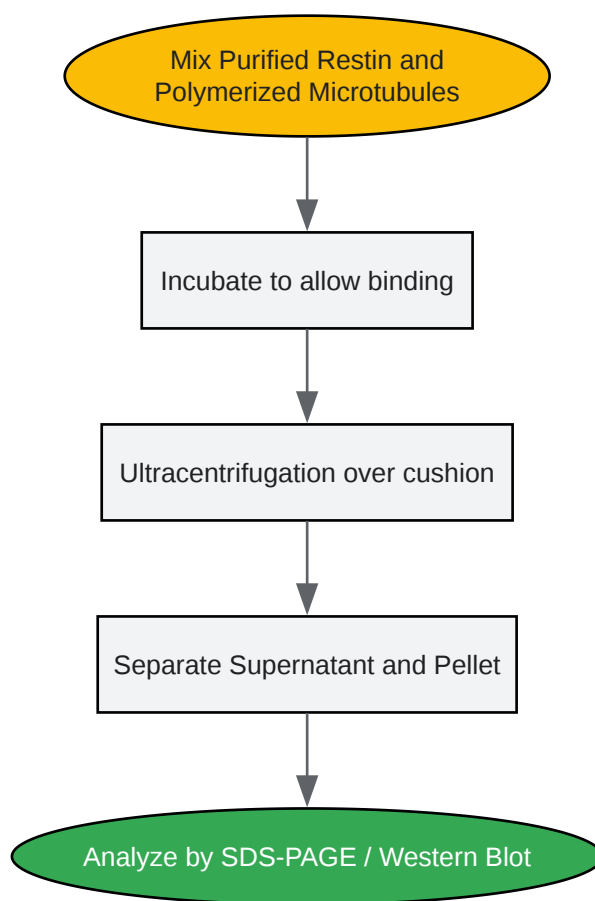 Mix Purified Restin and
Polymerized Microtubules
Incubate to allow binding
Ultracentrifugation over cushion
Separate Supernatant and Pellet
Analyze by SDS-PAGE / Western Blot